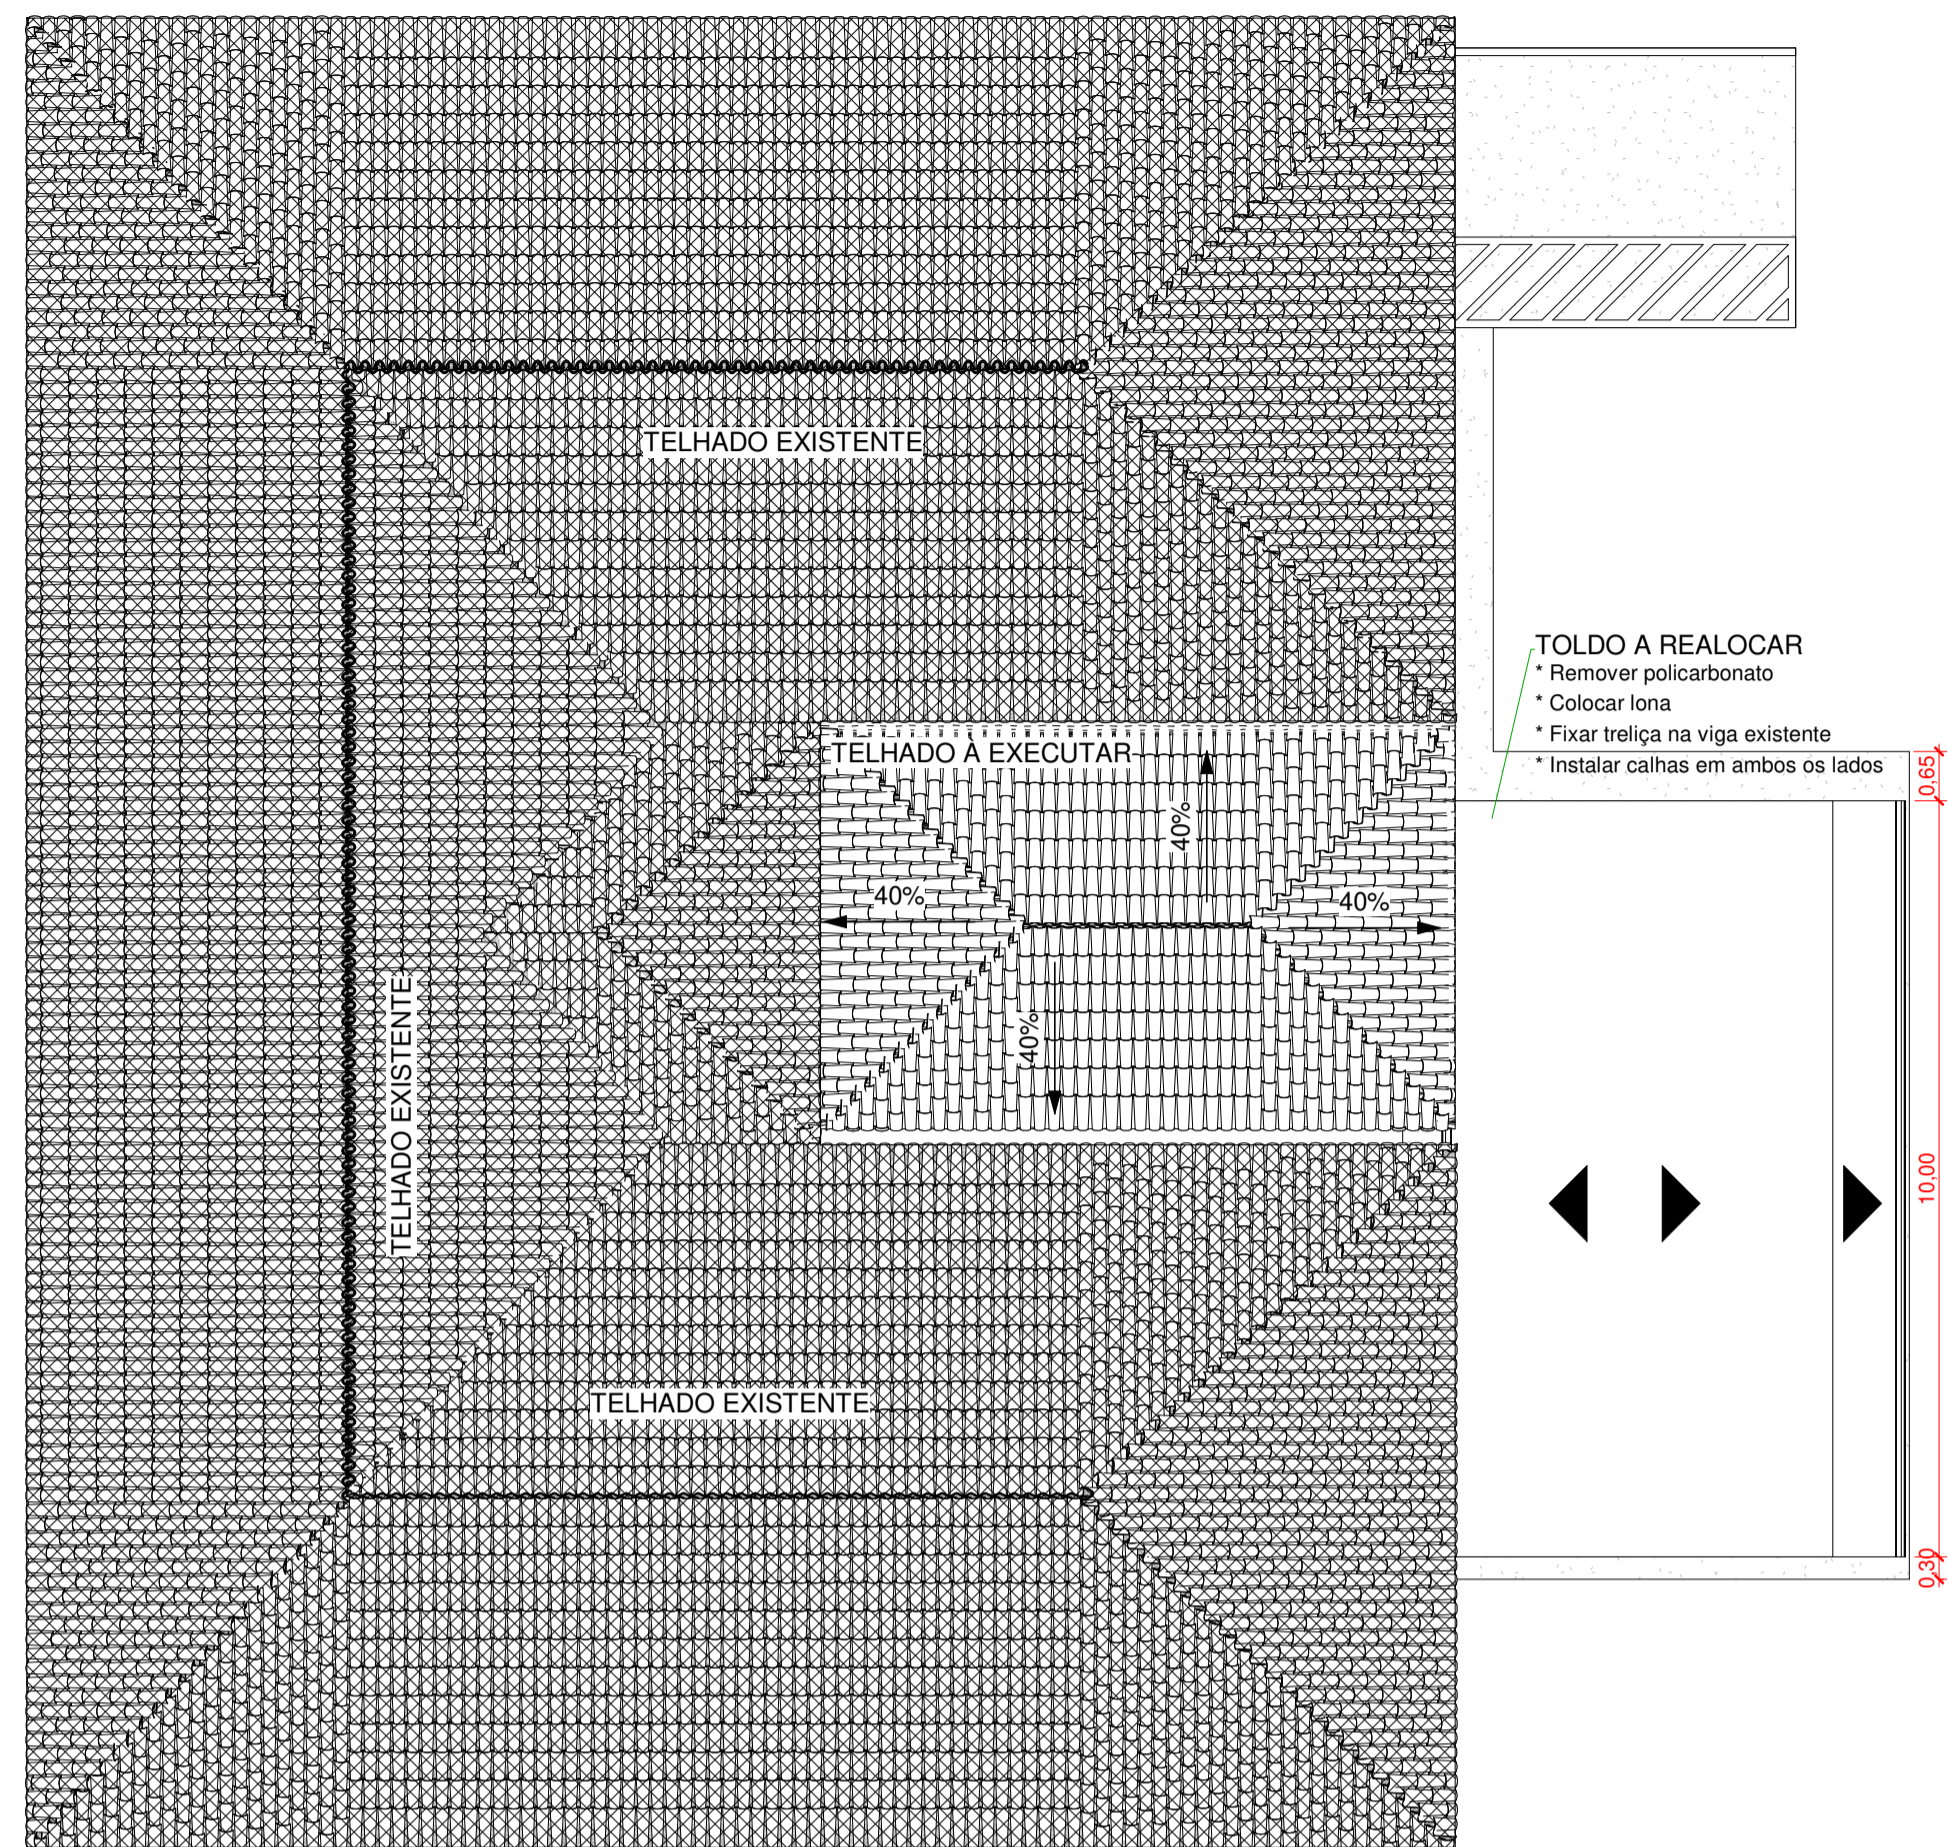 TELHADO EXISTENTE
TOLDO A REALOCAR
* Remover policarbonato
* Colocar lona
* Fixar treliça na viga existente
* Instalar calhas em ambos os lados
TELHADO À EXECUTAR
0,65
40%
40%
40%
40%
TELHADO EXISTENTE
10,00
TELHADO EXISTENTE
0,30